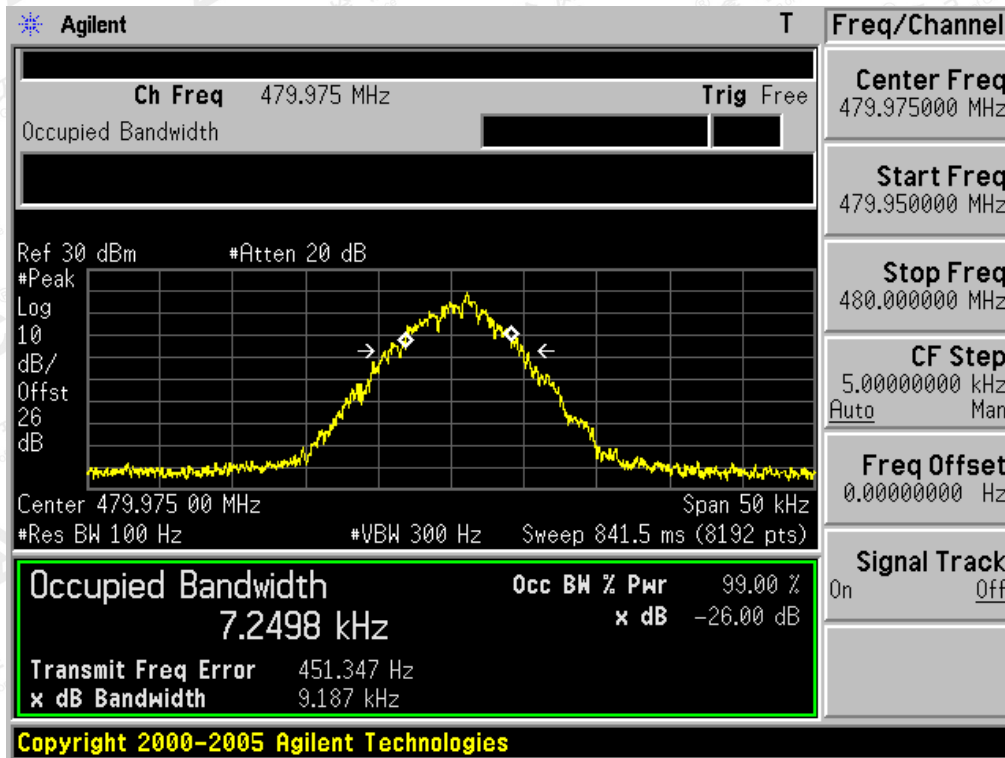 Agilent T
Ch Freq 479.975 MHz Trig Free
Occupied Bandwidth
Ref 30 dBm #Atten 20 dB
#Peak
Log
10
dB/
Offst
26
dB
Center 479.975 00 MHz Span 50 kHz
#Res BW 100 Hz #VBW 300 Hz Sweep 841.5 ms (8192 pts)
Occupied Bandwidth Occ BW % Pwr 99.00 %
7.2498 kHz x dB -26.00 dB
Transmit Freq Error 451.347 Hz
x dB Bandwidth 9.187 kHz
Copyright 2000-2005 Agilent Technologies
Freq/Channel
Center Freq
479.975000 MHz
Start Freq
479.950000 MHz
Stop Freq
480.000000 MHz
CF Step
5.00000000 kHz
Auto Man
Freq Offset
0.00000000 Hz
Signal Track
On Off